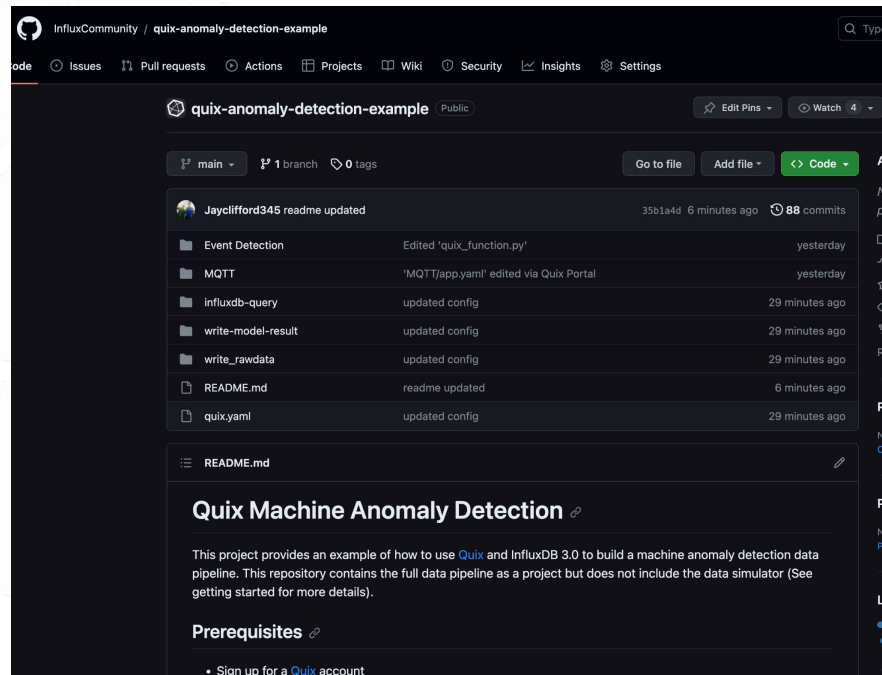 InfluxCommunity / quix-anomaly-detection-example
Type
ode Issues Pull requests Actions Projects Wiki Security Insights Settings
quix-anomaly-detection-example Public Edit Pins Watch 4
main 1 branch 0 tags Go to file Add file <> Code
Jayclifford345 readme updated 35b1a4d 6 minutes ago 88 commits
Event Detection Edited 'quix_function.py' yesterday
MQTT 'MQTT/app.yaml' edited via Quix Portal yesterday
influxdb-query updated config 29 minutes ago
write-model-result updated config 29 minutes ago
write_rawdata updated config 29 minutes ago
README.md readme updated 6 minutes ago
quix.yaml updated config 29 minutes ago
README.md
Quix Machine Anomaly Detection
This project provides an example of how to use Quix and InfluxDB 3.0 to build a machine anomaly detection data
pipeline. This repository contains the full data pipeline as a project but does not include the data simulator (See
getting started for more details).
Prerequisites
• Sign up for a Quix account